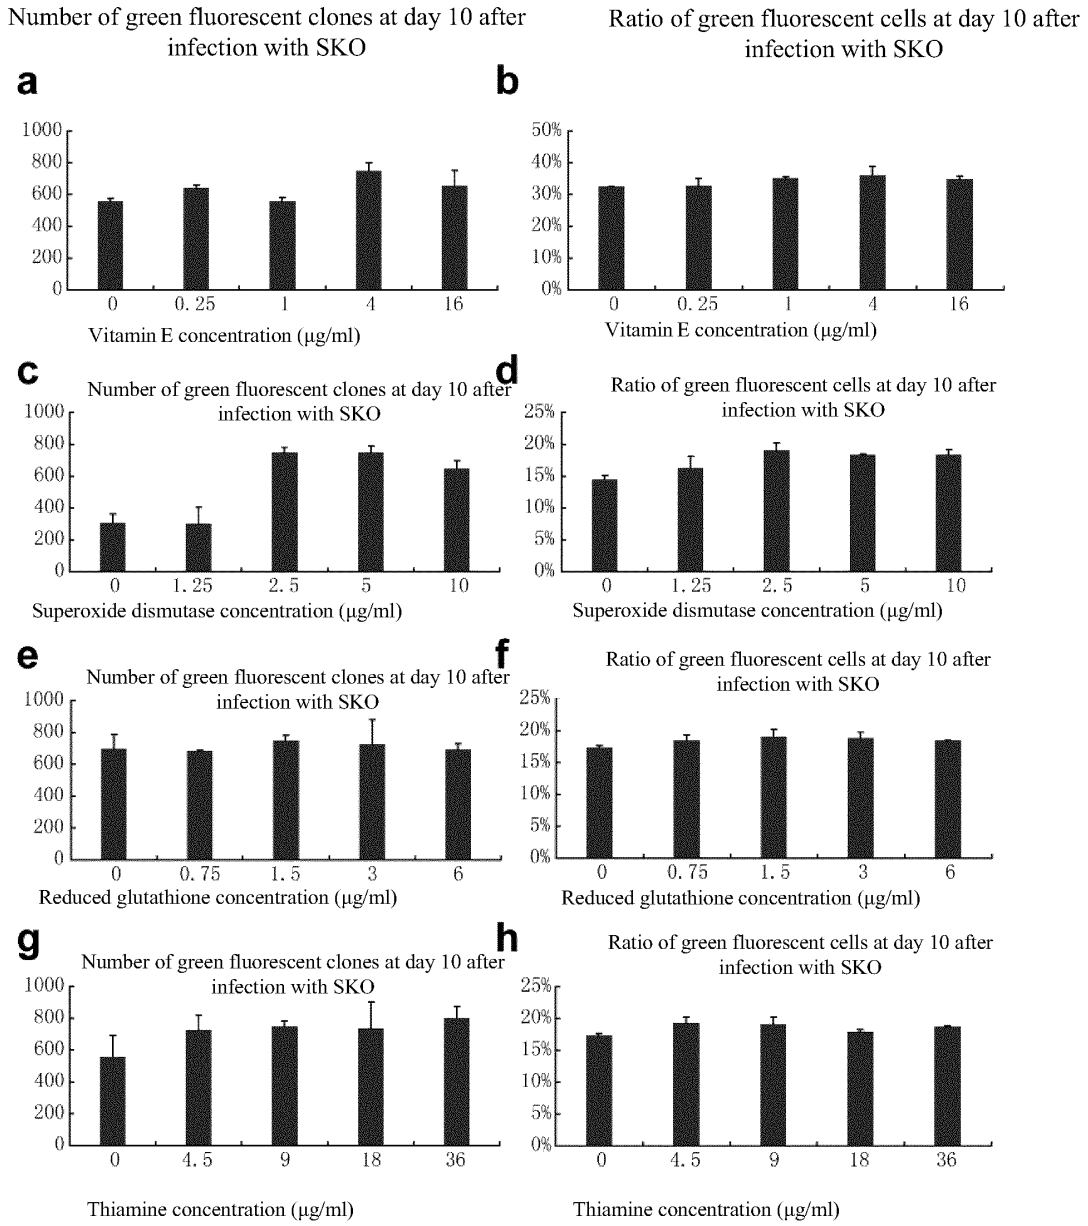 Number of green fluorescent clones at day 10 after
infection with SKO
Ratio of green fluorescent cells at day 10 after
infection with SKO
a
1000
800
600
400
200
0
0 0.25 1 4 16
Vitamin E concentration (μg/ml)
b
50%
40%
30%
20%
10%
0%
0 0.25 1 4 16
Vitamin E concentration (μg/ml)
c
Number of green fluorescent clones at day 10 after
infection with SKO
1000
800
600
400
200
0
0 1.25 2.5 5 10
Superoxide dismutase concentration (μg/ml)
d
Ratio of green fluorescent cells at day 10 after
infection with SKO
25%
20%
15%
10%
5%
0%
0 1.25 2.5 5 10
Superoxide dismutase concentration (μg/ml)
e
Number of green fluorescent clones at day 10 after
infection with SKO
1000
800
600
400
200
0
0 0.75 1.5 3 6
Reduced glutathione concentration (μg/ml)
f
Ratio of green fluorescent cells at day 10 after
infection with SKO
25%
20%
15%
10%
5%
0%
0 0.75 1.5 3 6
Reduced glutathione concentration (μg/ml)
g
Number of green fluorescent clones at day 10 after
infection with SKO
1000
800
600
400
200
0
0 4.5 9 18 36
Thiamine concentration (μg/ml)
h
Ratio of green fluorescent cells at day 10 after
infection with SKO
25%
20%
15%
10%
5%
0%
0 4.5 9 18 36
Thiamine concentration (μg/ml)